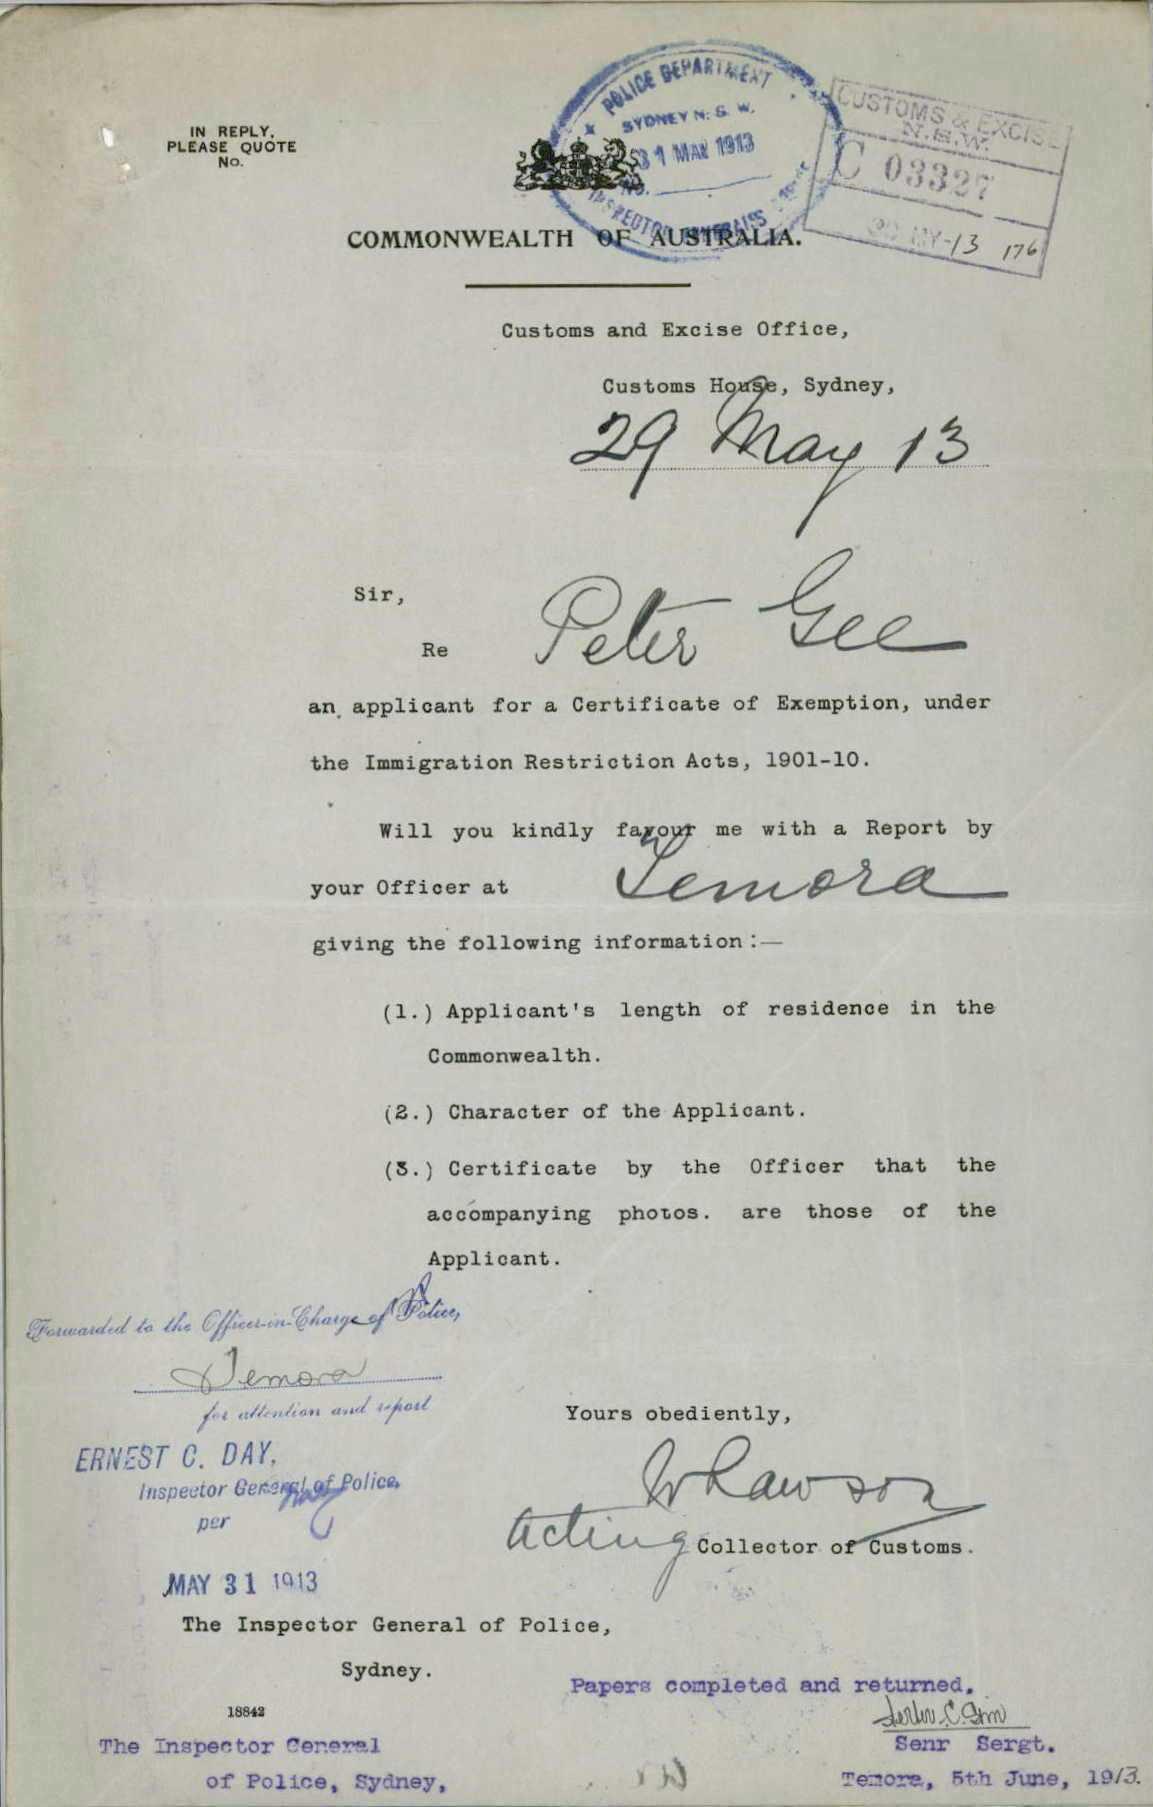 IN REPLY,
PLEASE QUOTE
No.
POLICE DEPARTMENT
SYDNEY N. S. W.
31 MAY 1913
No.
INSPECTOR GENERAL'S
CUSTOMS & EXCISE
N.S.W.
C 03327
MY-13 176
COMMONWEALTH OF AUSTRALIA.
Customs and Excise Office,
Customs House, Sydney,
29 May 13
Sir,
Re Peter Gee
an applicant for a Certificate of Exemption, under
the Immigration Restriction Acts, 1901-10.
Will you kindly favour me with a Report by
your Officer at Temora
giving the following information:—
(1.) Applicant's length of residence in the
Commonwealth.
(2.) Character of the Applicant.
(3.) Certificate by the Officer that the
accompanying photos. are those of the
Applicant.
Forwarded to the Officer-in-Charge of Police,
Temora
for attention and report
ERNEST C. DAY,
Inspector General of Police,
per
MAY 31 1913
Yours obediently,
Acting Collector of Customs.
The Inspector General of Police,
Sydney.
18842
Papers completed and returned.
Senr Sergt.
Temora, 5th June, 1913.
The Inspector General
of Police, Sydney,